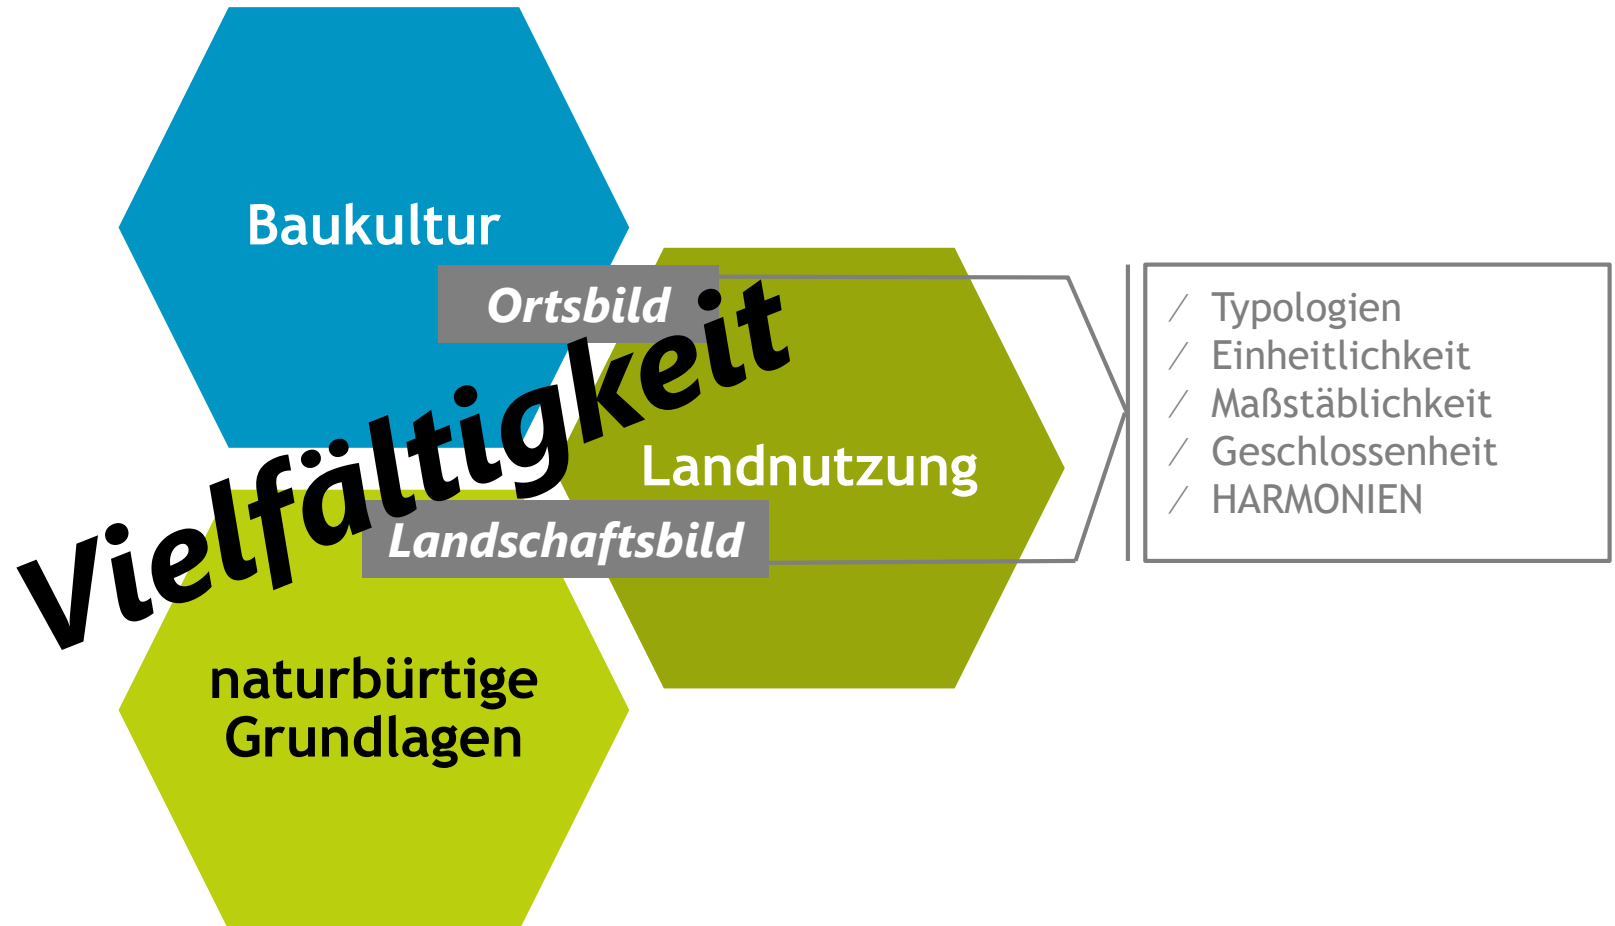 Baukultur
Ortsbild
Vielfältigkeit
Landnutzung
Landschaftsbild
naturbürtige
Grundlagen
/ Typologien
/ Einheitlichkeit
/ Maßstäblichkeit
/ Geschlossenheit
/ HARMONIEN